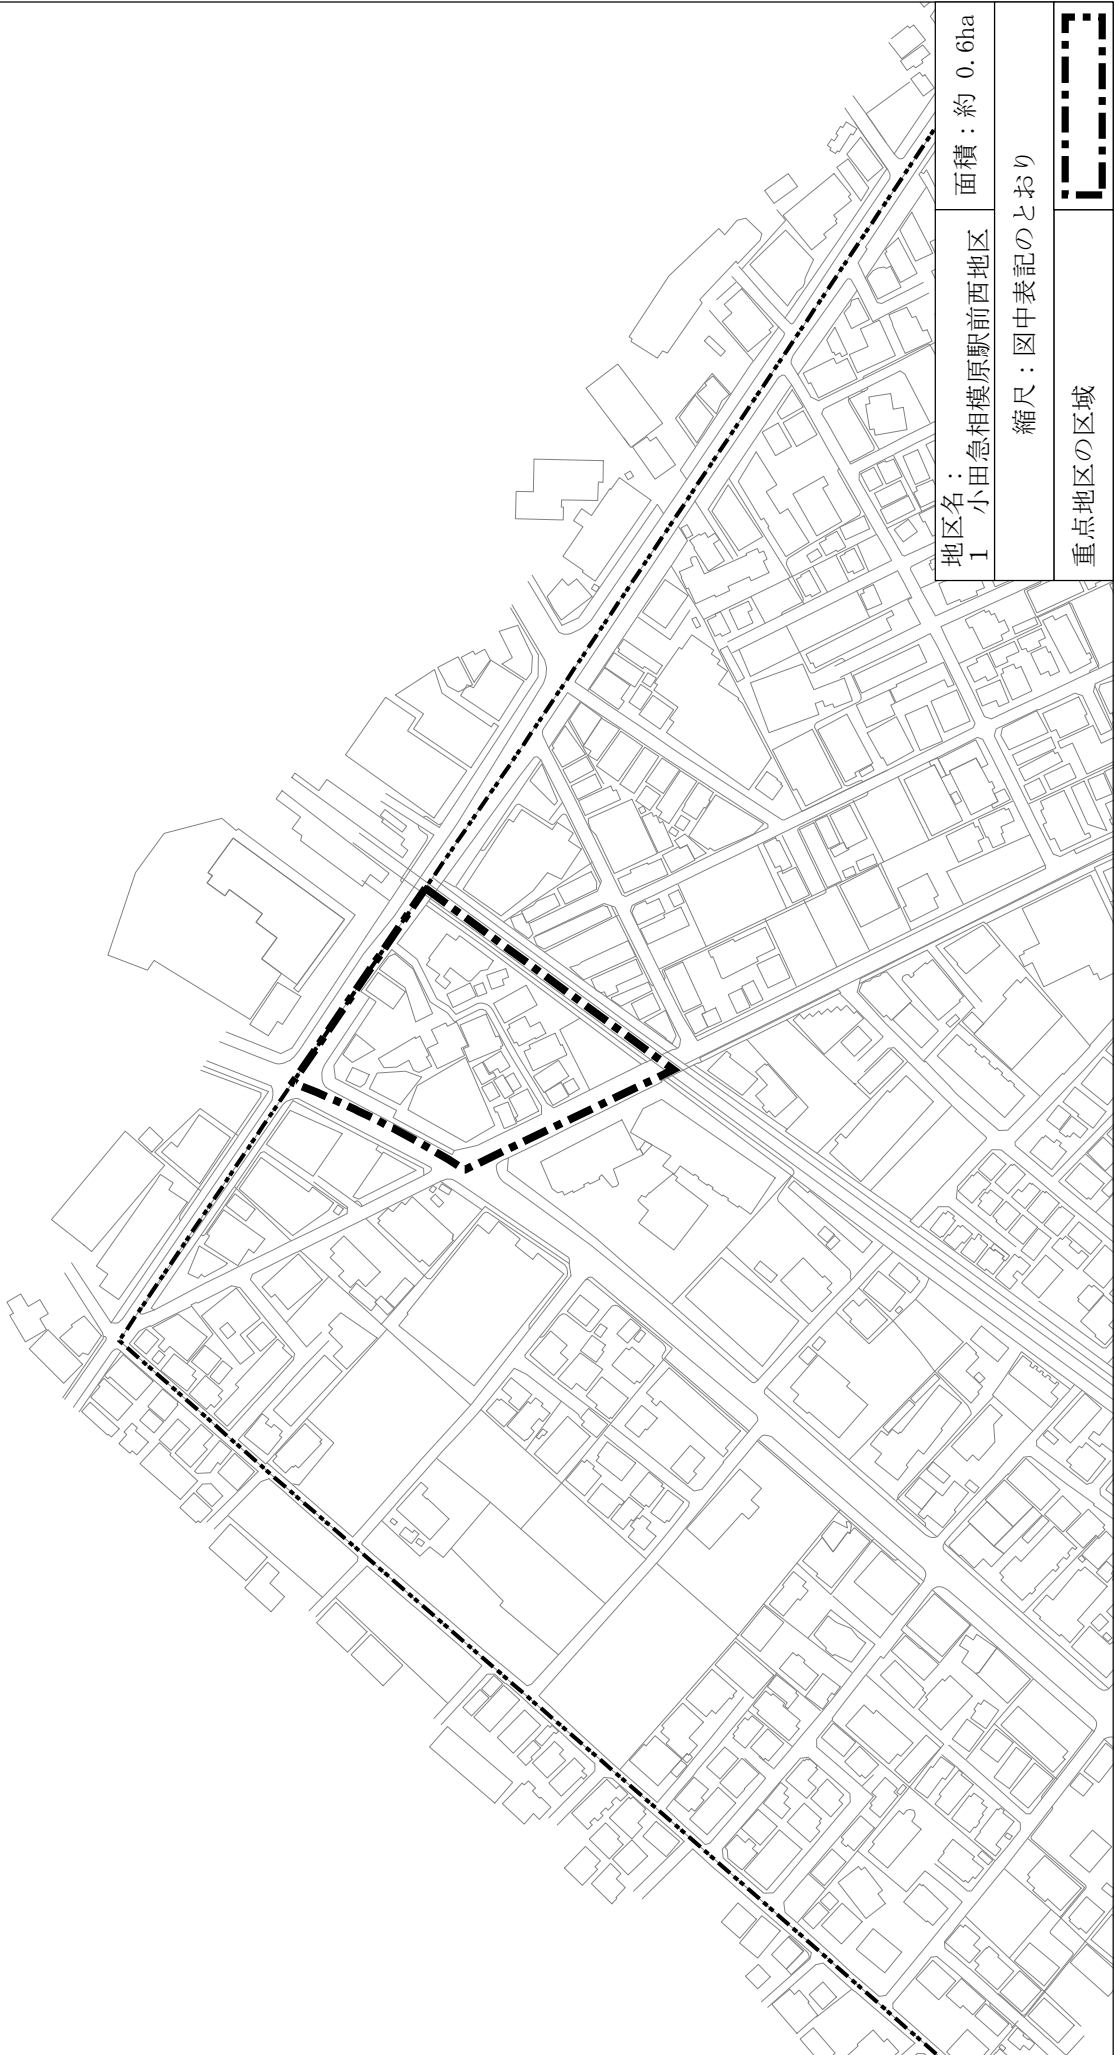 地区名：
1　小田急相模原駅前西地区
面積：約 0.6ha
縮尺：図中表記のとおり
重点地区の区域